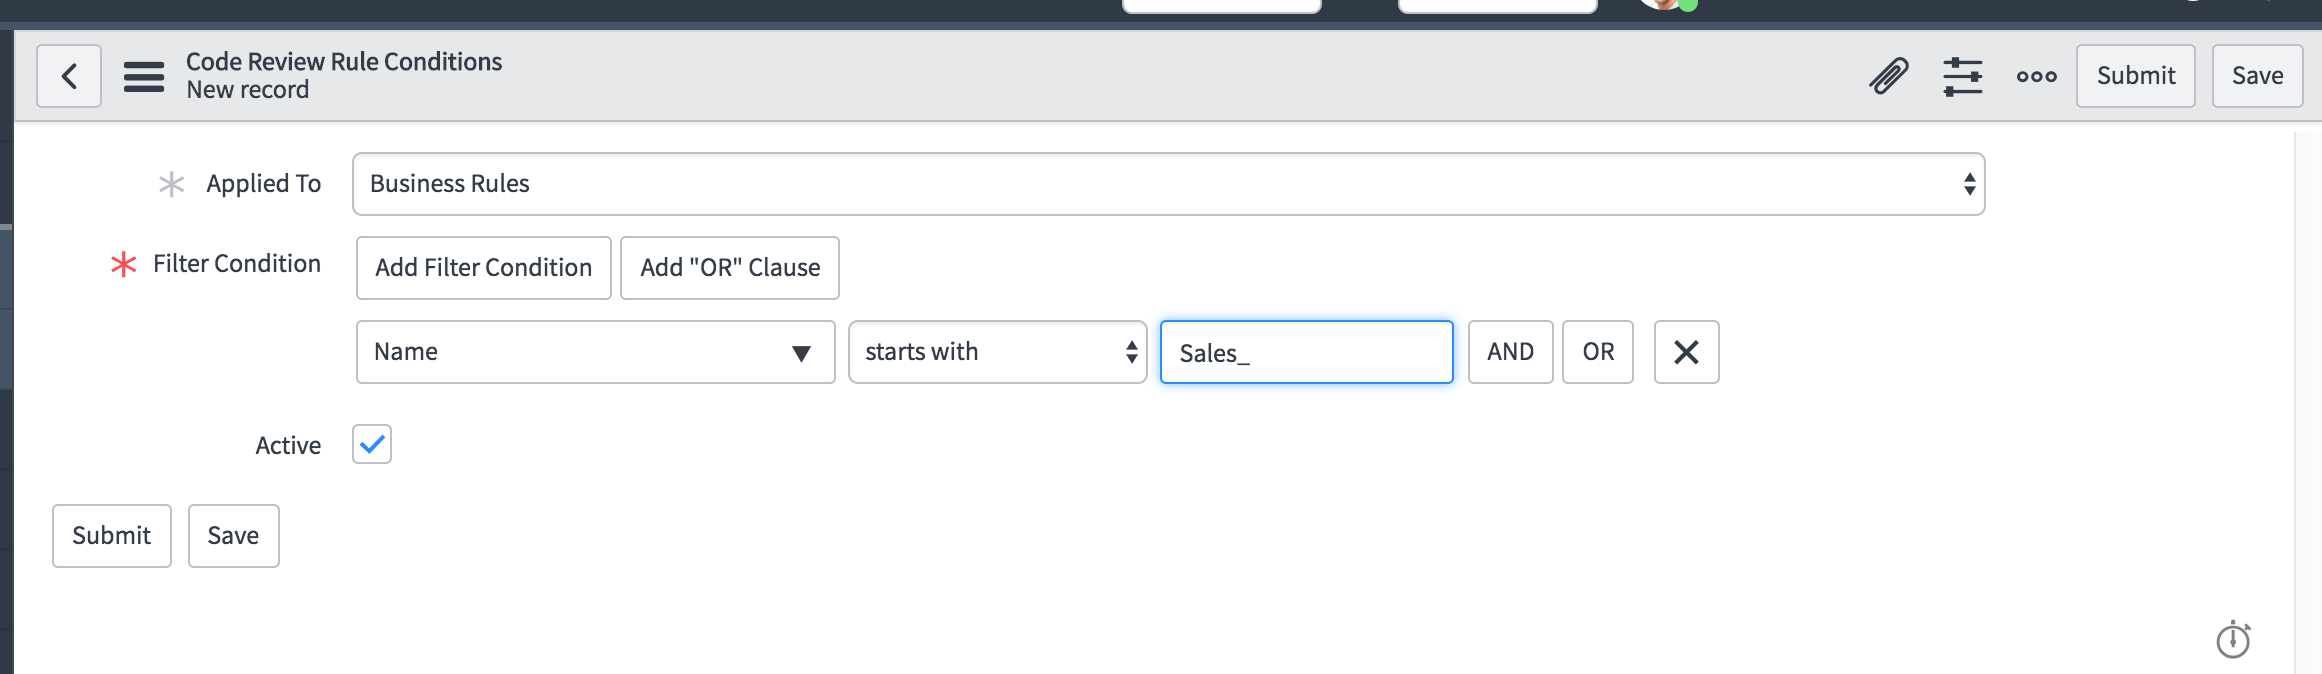 Code Review Rule Conditions
New record
Submit
Save
Applied To
Business Rules
Filter Condition
Add Filter Condition
Add "OR" Clause
Name
starts with
Sales_
AND
OR
Active
Submit
Save